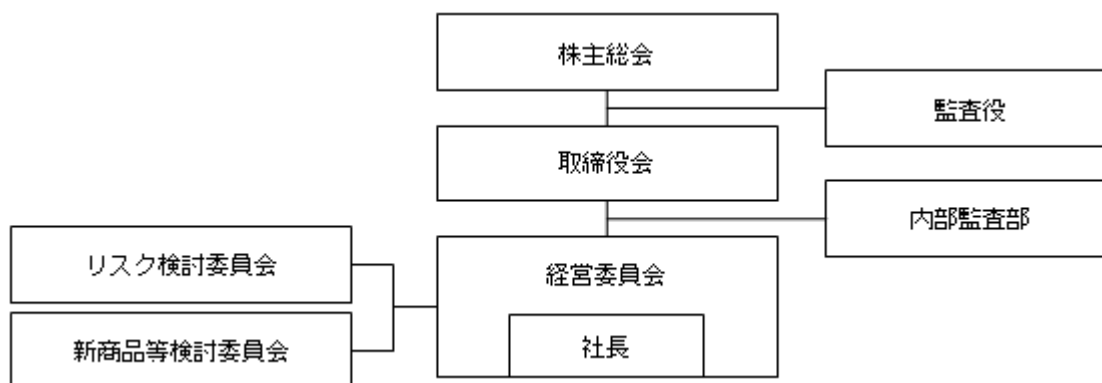 株主総会
監査役
取締役会
内部監査部
リスク検討委員会
経営委員会
新商品等検討委員会
社長